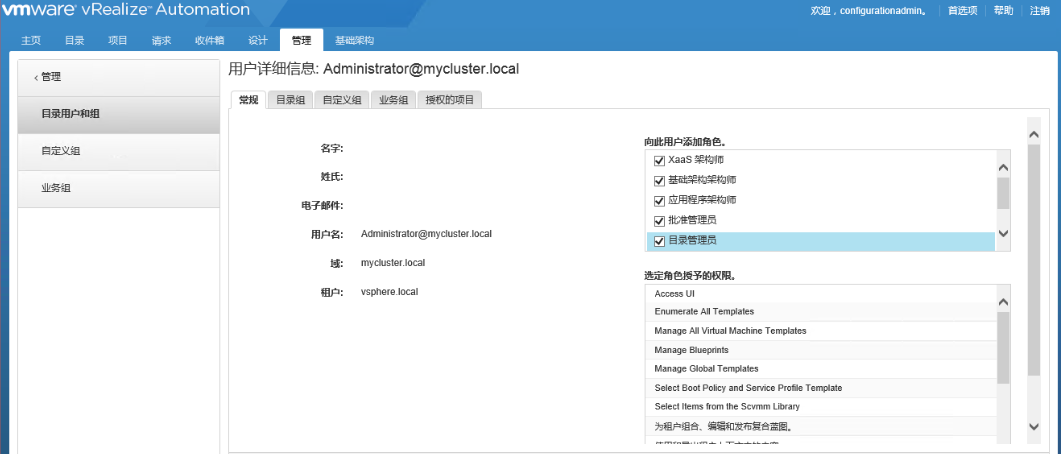 vmware vRealize™ Automation
欢迎，configurationadmin。 | 首选项 | 帮助 | 注销
主页 目录 项目 请求 收件箱 设计 管理 基础架构
‹ 管理
目录用户和组
自定义组
业务组
用户详细信息: Administrator@mycluster.local
常规 目录组 自定义组 业务组 授权的项目
名字:
姓氏:
电子邮件:
用户名: Administrator@mycluster.local
域: mycluster.local
租户: vsphere.local
向此用户添加角色。
XaaS 架构师
基础架构架构师
应用程序架构师
批准管理员
目录管理员
选定角色授予的权限。
Access UI
Enumerate All Templates
Manage All Virtual Machine Templates
Manage Blueprints
Manage Global Templates
Select Boot Policy and Service Profile Template
Select Items from the Scvmm Library
为租户组合、编辑和发布复合蓝图。